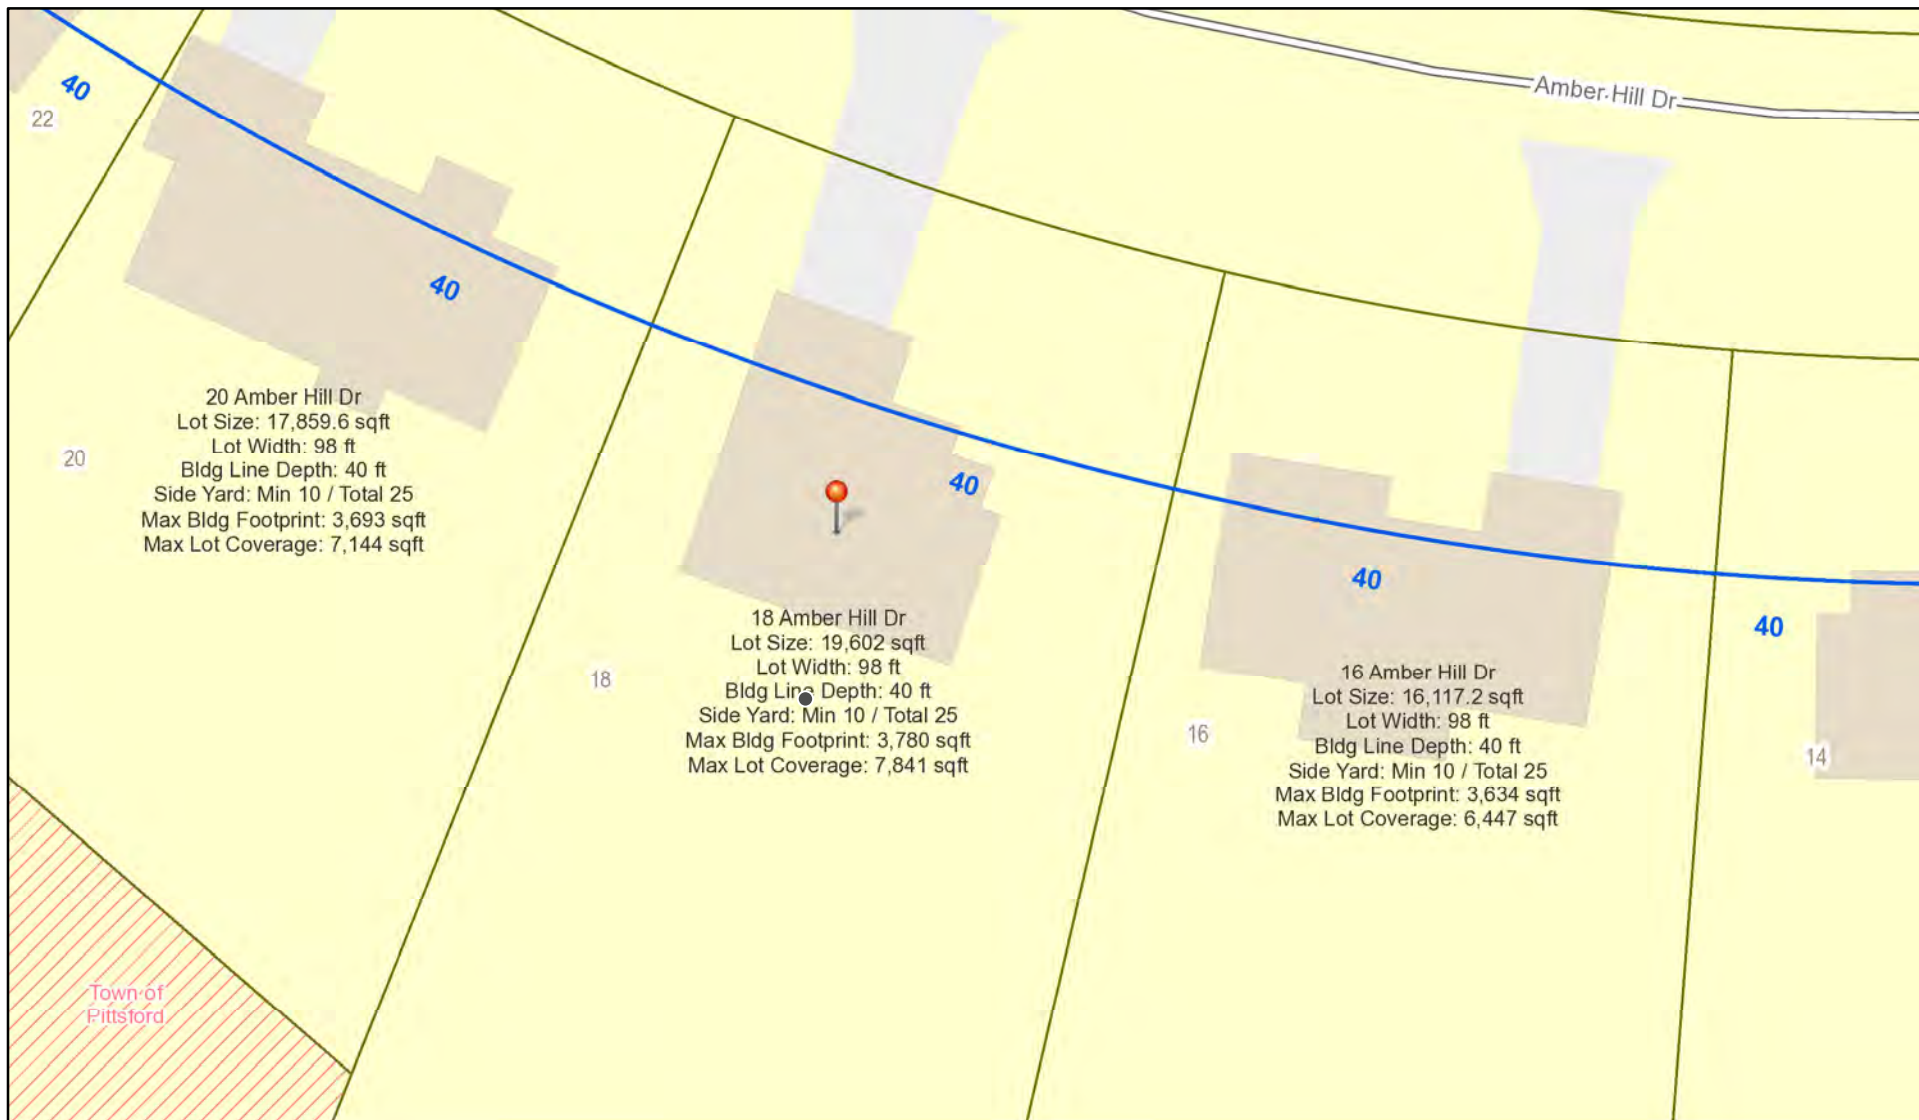 Amber Hill Dr
40
22
40
20 Amber Hill Dr
Lot Size: 17,859.6 sqft
Lot Width: 98 ft
Bldg Line Depth: 40 ft
Side Yard: Min 10 / Total 25
Max Bldg Footprint: 3,693 sqft
Max Lot Coverage: 7,144 sqft
20
40
18 Amber Hill Dr
Lot Size: 19,602 sqft
Lot Width: 98 ft
Bldg Line Depth: 40 ft
Side Yard: Min 10 / Total 25
Max Bldg Footprint: 3,780 sqft
Max Lot Coverage: 7,841 sqft
18
40
16 Amber Hill Dr
Lot Size: 16,117.2 sqft
Lot Width: 98 ft
Bldg Line Depth: 40 ft
Side Yard: Min 10 / Total 25
Max Bldg Footprint: 3,634 sqft
Max Lot Coverage: 6,447 sqft
16
40
14
Town of
Pittsford